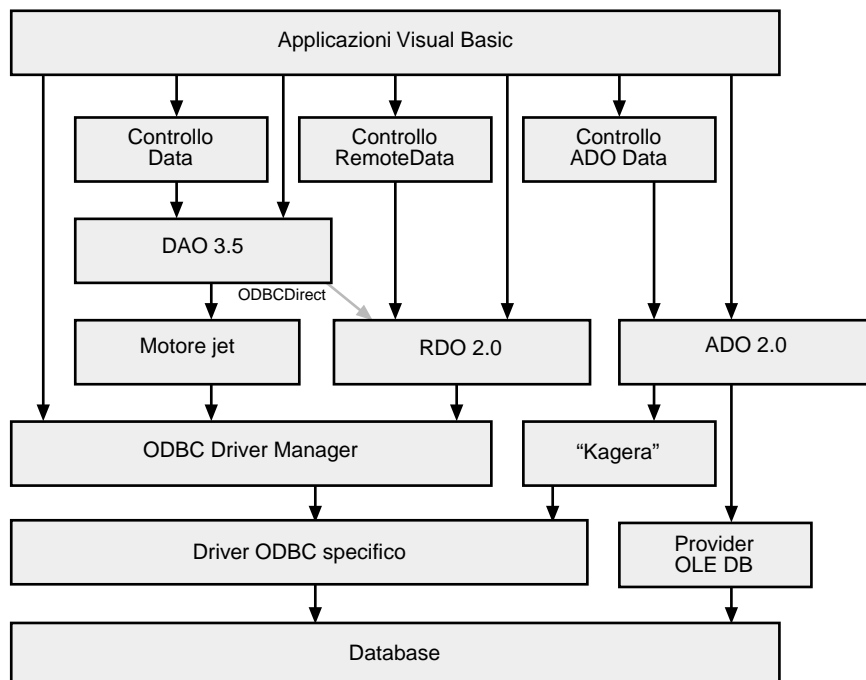 Applicazioni Visual Basic
Controllo
Data
Controllo
RemoteData
Controllo
ADO Data
DAO 3.5
ODBCDirect
Motore jet
RDO 2.0
ADO 2.0
ODBC Driver Manager
“Kagera”
Driver ODBC specifico
Provider
OLE DB
Database